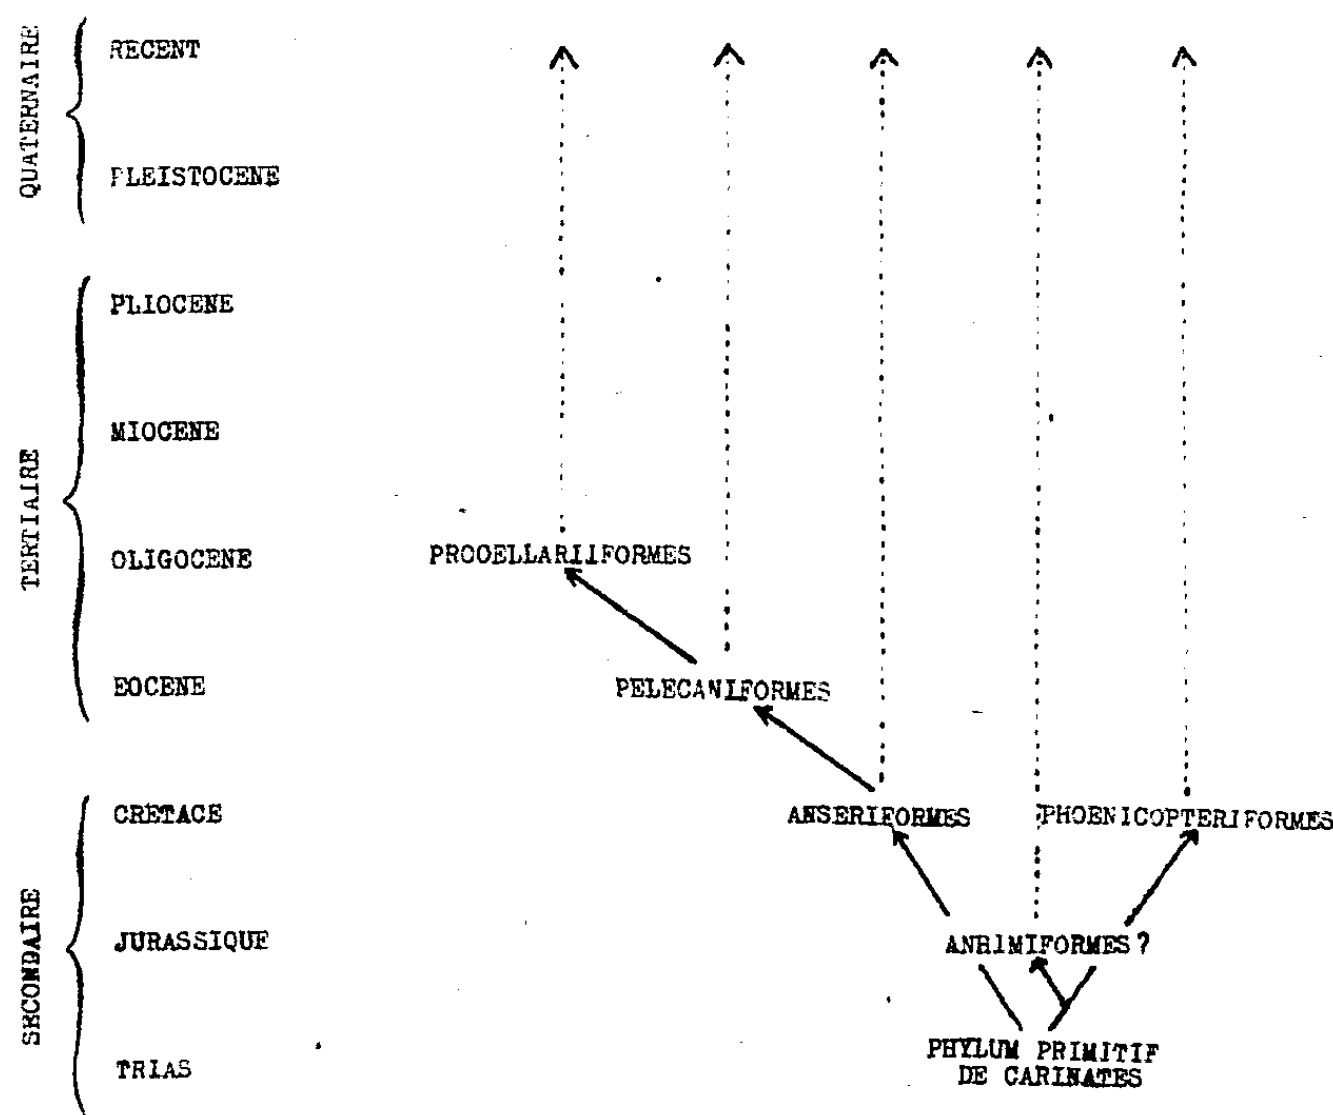 QUATERNAIRE
RECENT
PLEISTOCENE
TERTIAIRE
PLIOCENE
MIOCENE
OLIGOCENE
PROCELLARIIFORMES
EOCENE
PELECANIFORMES
SECONDAIRE
CRETACE
ANSERIFORMES
PHOENICOPTERIFORMES
JURASSIQUE
ANHIMIFORMES?
TRIAS
PHYLUM PRIMITIF
DE CARINATES